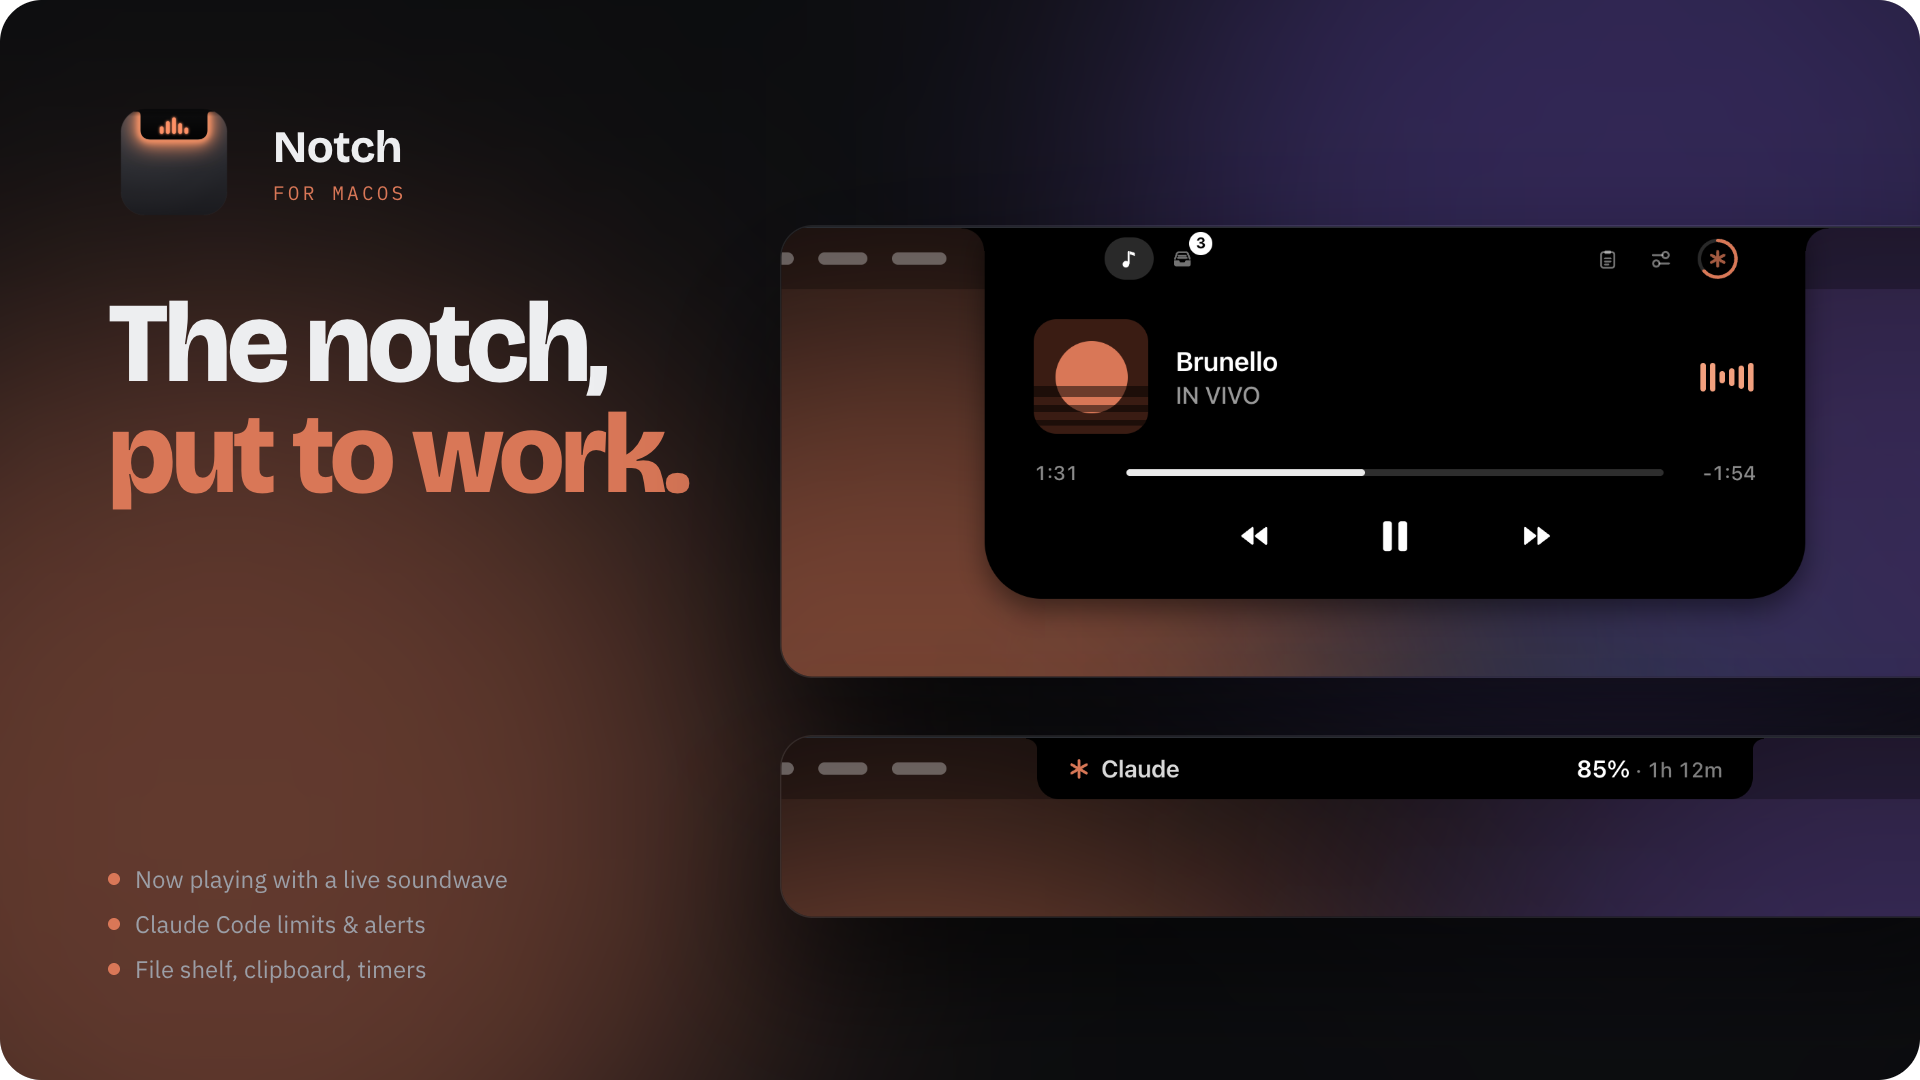 Notch
FOR MACOS
The notch,
put to work.
Now playing with a live soundwave
Claude Code limits & alerts
File shelf, clipboard, timers
3
Brunello
IN VIVO
1:31
-1:54
Claude
85% · 1h 12m